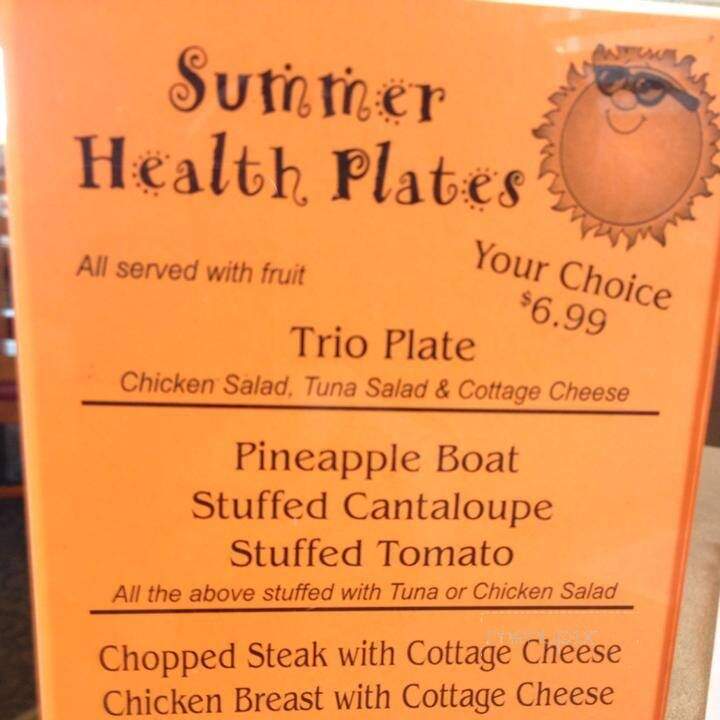 Summer
Health Plates
All served with fruit
Your Choice
$6.99
Trio Plate
Chicken Salad, Tuna Salad & Cottage Cheese
Pineapple Boat
Stuffed Cantaloupe
Stuffed Tomato
All the above stuffed with Tuna or Chicken Salad
Chopped Steak with Cottage Cheese
Chicken Breast with Cottage Cheese